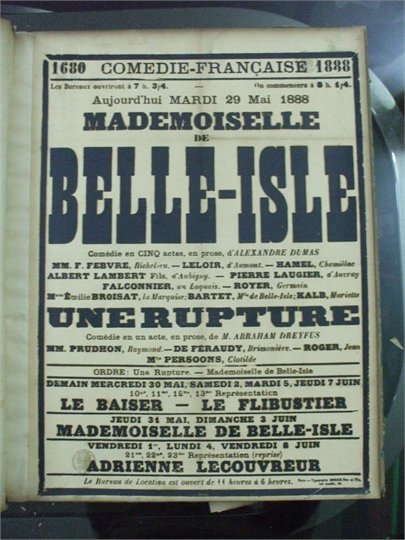 1680 COMEDIE-FRANÇAISE 1888
Les Bureaux ouvriront à 7 h. 3/4. — On commencera à 8 h. 1/4.
Aujourd'hui MARDI 29 Mai 1888
MADEMOISELLE
DE
BELLE-ISLE
Comédie en CINQ actes, en prose, d'ALEXANDRE DUMAS
MM. F. FEBVRE, Richelieu. — LELOIR, d'Aumont. — HAMEL, Chamillac
ALBERT LAMBERT Fils, d'Aubigny. — PIERRE LAUGIER, d'Auvray
FALCONNIER, un Laquais. — ROYER, Germain
Mmes Émilie BROISAT, la Marquise; BARTET, Mlle de Belle-Isle; KALB, Mariette
UNE RUPTURE
Comédie en un acte, en prose, de M. ABRAHAM DREYFUS
MM. PRUDHON, Raymond. — DE FÉRAUDY, Brimonière. — ROGER, Jean
Mlle PERSOONS, Clotilde
ORDRE: Une Rupture. — Mademoiselle de Belle-Isle
DEMAIN MERCREDI 30 MAI, SAMEDI 2, MARDI 5, JEUDI 7 JUIN
10me, 11me, 12me, 13me Représentation
LE BAISER — LE FLIBUSTIER
JEUDI 31 MAI, DIMANCHE 3 JUIN
MADEMOISELLE DE BELLE-ISLE
VENDREDI 1er, LUNDI 4, VENDREDI 8 JUIN
21me, 22me, 23me Représentation (reprise)
ADRIENNE LECOUVREUR
Le Bureau de Location est ouvert de 11 heures à 6 heures.